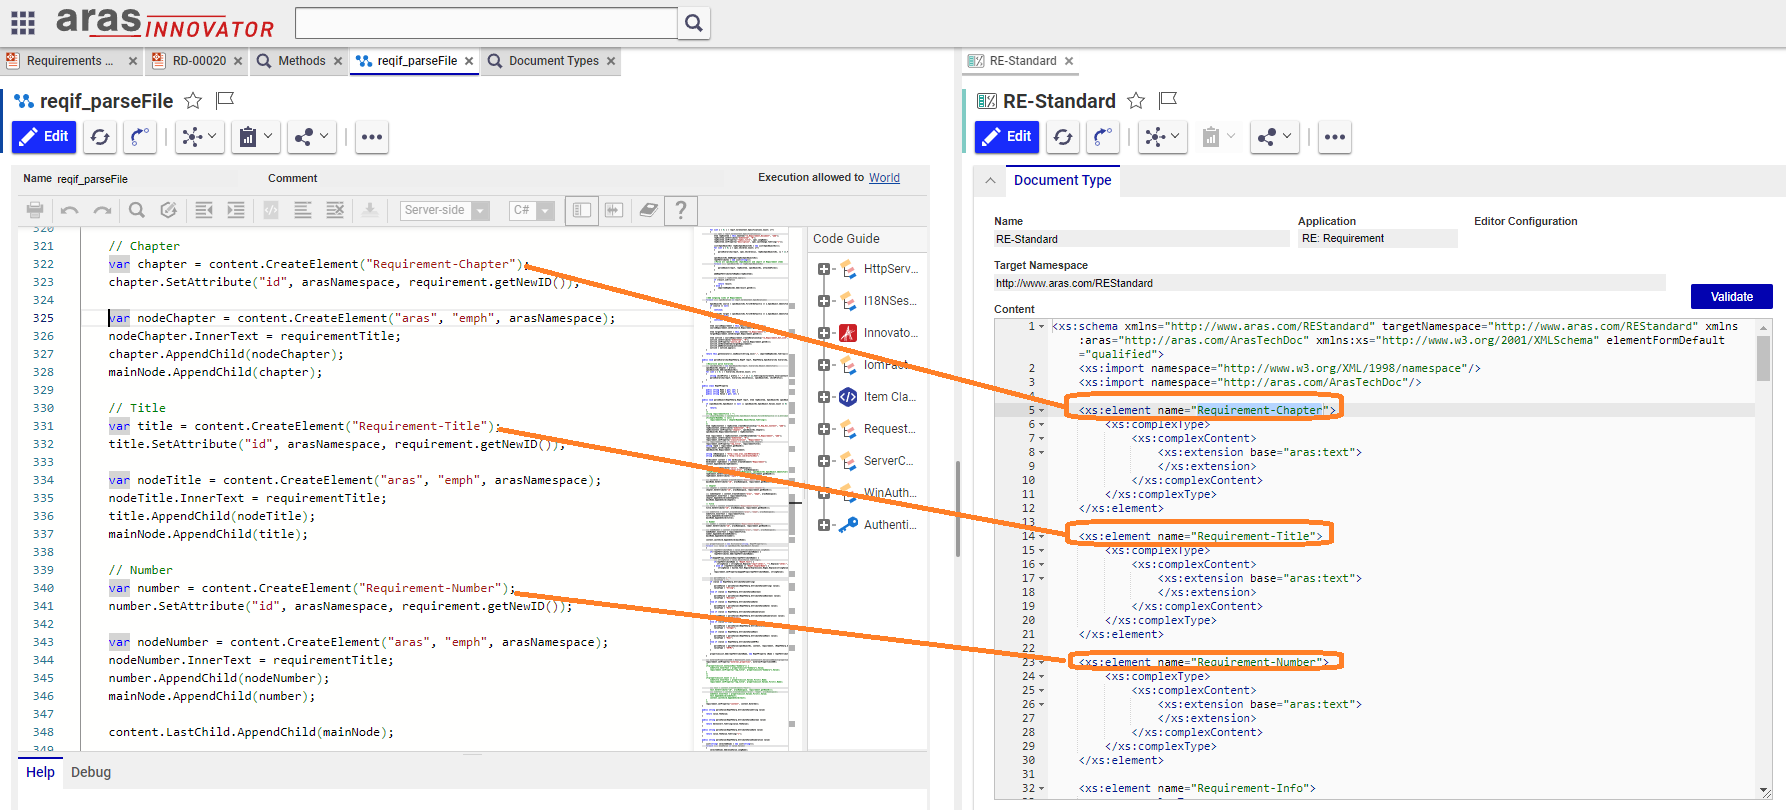 aras INNOVATOR
Requirements ...
RD-00020
Methods
reqif_parseFile
Document Types
reqif_parseFile
Edit
Name reqif_parseFile
Comment
Execution allowed to World
Server-side
C#
?
320
321 // Chapter
322 var chapter = content.CreateElement("Requirement-Chapter");
323 chapter.SetAttribute("id", arasNamespace, requirement.getNewID());
325 var nodeChapter = content.CreateElement("aras", "emph", arasNamespace);
326 nodeChapter.InnerText = requirementTitle;
327 chapter.AppendChild(nodeChapter);
328 mainNode.AppendChild(chapter);
329
330 // Title
331 var title = content.CreateElement("Requirement-Title");
332 title.SetAttribute("id", arasNamespace, requirement.getNewID());
333
334 var nodeTitle = content.CreateElement("aras", "emph", arasNamespace);
335 nodeTitle.InnerText = requirementTitle;
336 title.AppendChild(nodeTitle);
337 mainNode.AppendChild(title);
338
339 // Number
340 var number = content.CreateElement("Requirement-Number");
341 number.SetAttribute("id", arasNamespace, requirement.getNewID());
342
343 var nodeNumber = content.CreateElement("aras", "emph", arasNamespace);
344 nodeNumber.InnerText = requirementTitle;
345 number.AppendChild(nodeNumber);
346 mainNode.AppendChild(number);
347
348 content.LastChild.AppendChild(mainNode);
349
Code Guide
HttpServ...
I18NSes...
Innovato...
IomFact...
Item Clas...
Request...
ServerC...
WinAuth...
Authenti...
Help
Debug
RE-Standard
RE-Standard
Edit
Document Type
Name
RE-Standard
Application
RE: Requirement
Editor Configuration
Target Namespace
http://www.aras.com/REStandard
Validate
Content
1 <xs:schema xmlns="http://www.aras.com/REStandard" targetNamespace="http://www.aras.com/REStandard" xmlns
:aras="http://aras.com/ArasTechDoc" xmlns:xs="http://www.w3.org/2001/XMLSchema" elementFormDefault
="qualified">
2 <xs:import namespace="http://www.w3.org/XML/1998/namespace"/>
3 <xs:import namespace="http://aras.com/ArasTechDoc"/>
4
5 <xs:element name="Requirement-Chapter">
6 <xs:complexType>
7 <xs:complexContent>
8 <xs:extension base="aras:text">
9 </xs:extension>
10 </xs:complexContent>
11 </xs:complexType>
12 </xs:element>
13
14 <xs:element name="Requirement-Title">
15 <xs:complexType>
16 <xs:complexContent>
17 <xs:extension base="aras:text">
18 </xs:extension>
19 </xs:complexContent>
20 </xs:complexType>
21 </xs:element>
22
23 <xs:element name="Requirement-Number">
24 <xs:complexType>
25 <xs:complexContent>
26 <xs:extension base="aras:text">
27 </xs:extension>
28 </xs:complexContent>
29 </xs:complexType>
30 </xs:element>
31
32 <xs:element name="Requirement-Info">